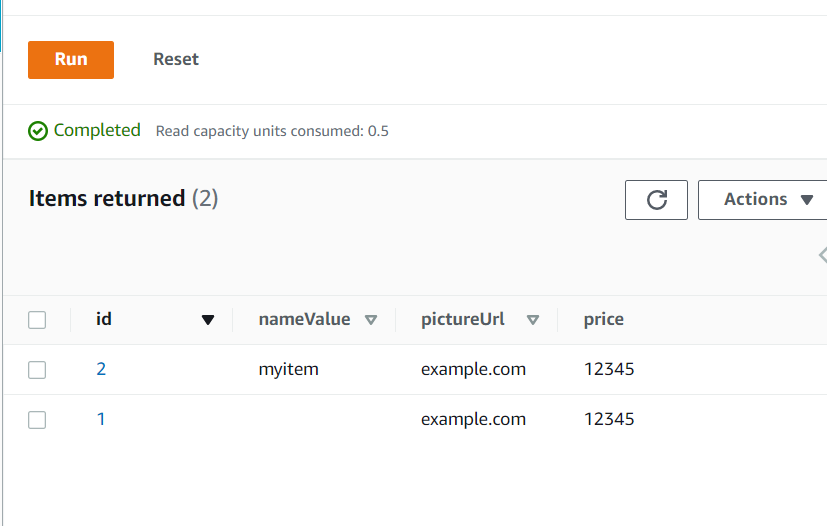 Run Reset
Completed Read capacity units consumed: 0.5
Items returned (2) Actions
id nameValue pictureUrl price
2 myitem example.com 12345
1 example.com 12345